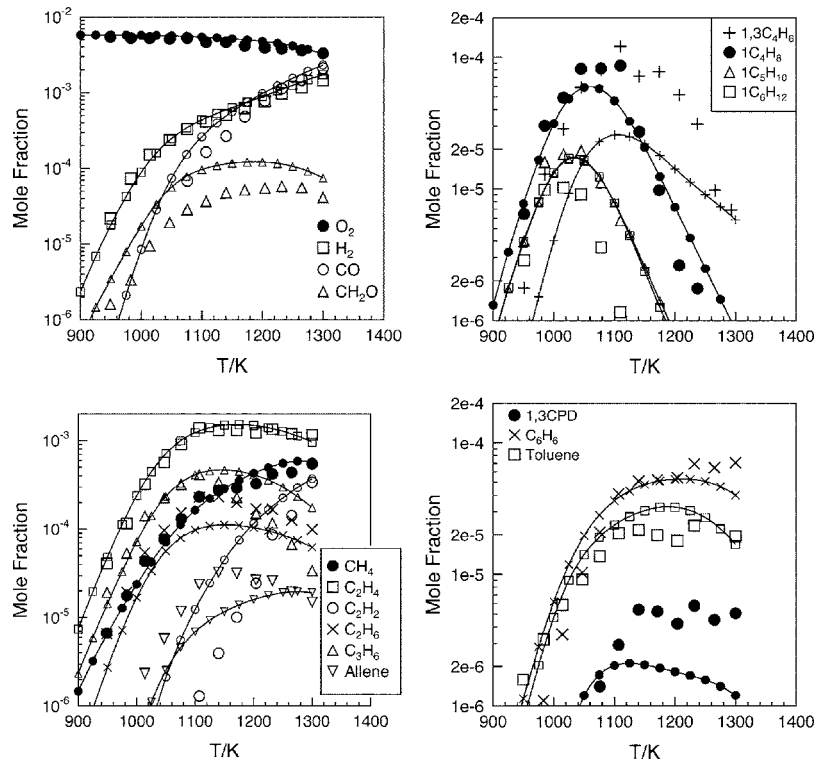 10⁻¹
10⁻²
10⁻³
10⁻⁴
10⁻⁵
10⁻⁶
Mole Fraction
O₂
H₂
CO
CH₂O
900 1000 1100 1200 1300 1400
T/K
2e-4
1e-4
2e-5
1e-5
2e-6
1e-6
Mole Fraction
1,3C₄H₆
1C₄H₈
1C₅H₁₀
1C₆H₁₂
900 1000 1100 1200 1300 1400
T/K
10⁻³
10⁻⁴
10⁻⁵
10⁻⁶
Mole Fraction
CH₄
C₂H₄
C₂H₂
C₂H₆
C₃H₆
Allene
900 1000 1100 1200 1300 1400
T/K
2e-4
1e-4
2e-5
1e-5
2e-6
1e-6
Mole Fraction
1,3CPD
C₆H₆
Toluene
900 1000 1100 1200 1300 1400
T/K